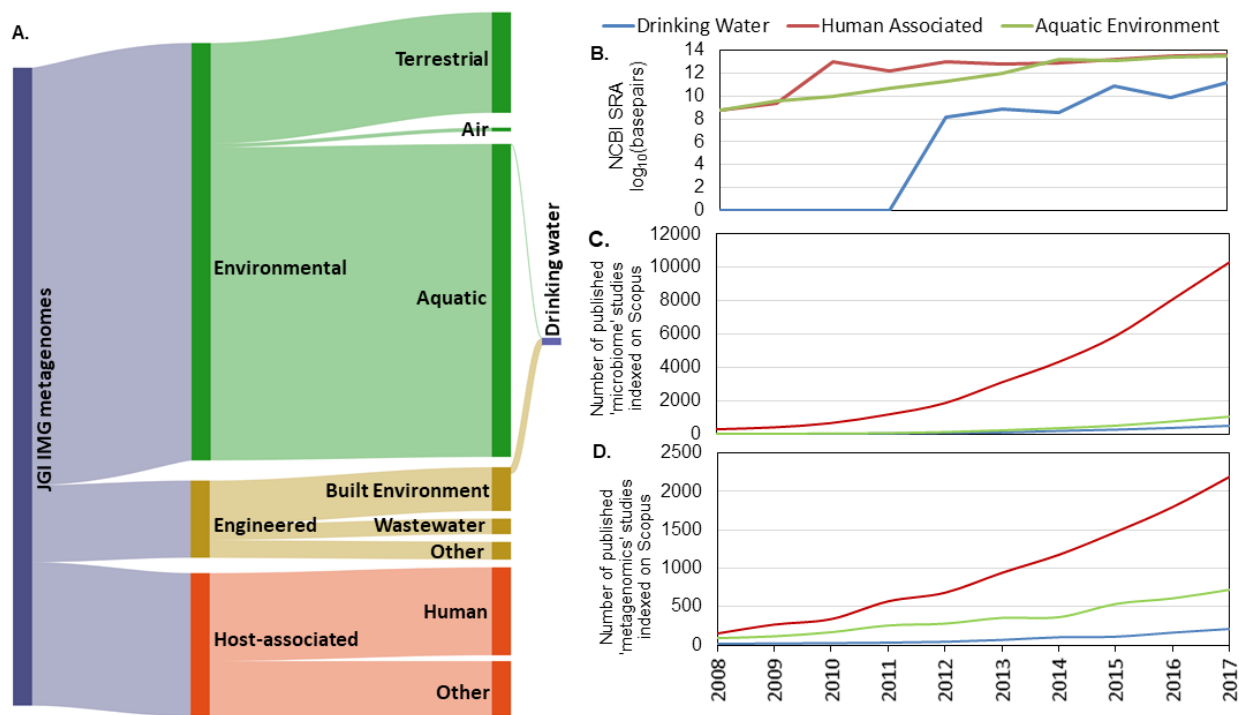 A.
JGI IMG metagenomes
Environmental
Engineered
Host-associated
Terrestrial
Air
Aquatic
Built Environment
Wastewater
Other
Human
Other
Drinking water
Drinking Water
Human Associated
Aquatic Environment
B.
NCBI SRA
log₁₀(basepairs)
14
12
10
8
6
4
2
0
C.
Number of published
'microbiome' studies
indexed on Scopus
12000
10000
8000
6000
4000
2000
0
D.
Number of published
'metagenomics' studies
indexed on Scopus
2500
2000
1500
1000
500
0
2008
2009
2010
2011
2012
2013
2014
2015
2016
2017